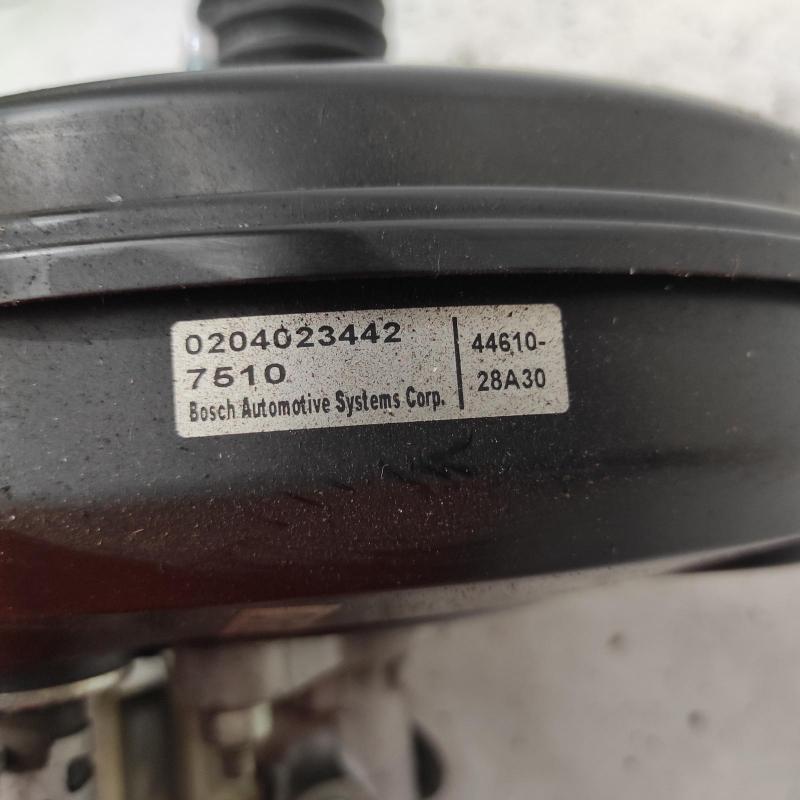 0204023442
7510
Bosch Automotive Systems Corp.
44610-
28A30